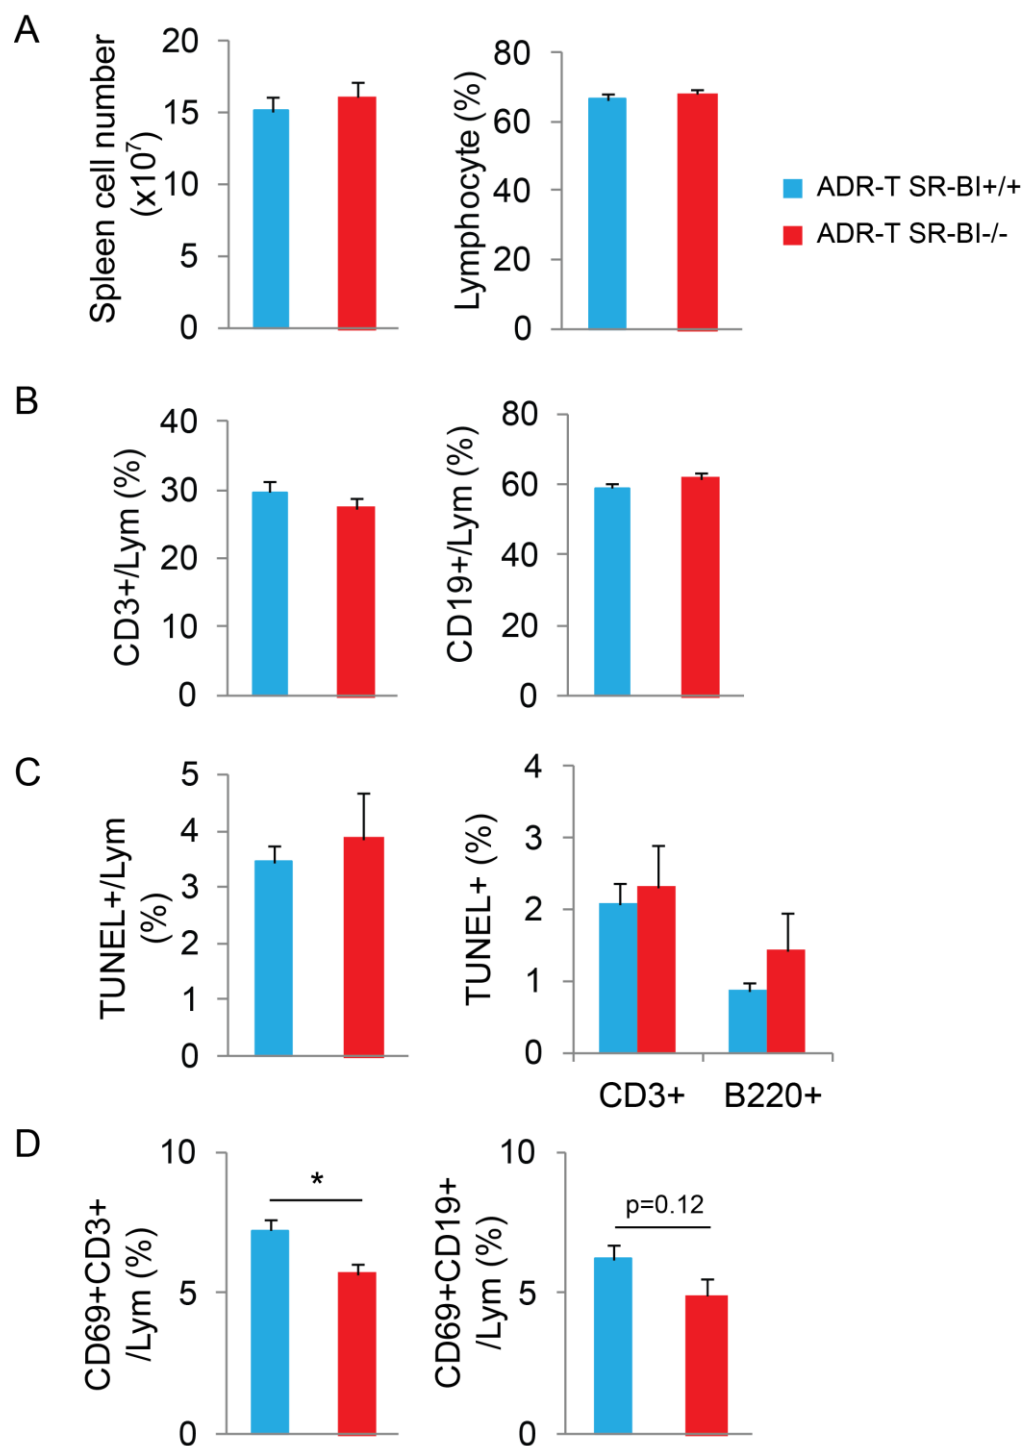 A
Spleen cell number
(x10⁷)
20
15
10
5
0
Lymphocyte (%)
80
60
40
20
0
ADR-T SR-BI+/+
ADR-T SR-BI-/-
B
CD3+/Lym (%)
40
30
20
10
0
CD19+/Lym (%)
80
60
40
20
0
C
TUNEL+/Lym
(%)
5
4
3
2
1
0
TUNEL+ (%)
4
3
2
1
0
CD3+ B220+
D
CD69+CD3+
/Lym (%)
10
5
0
*
CD69+CD19+
/Lym (%)
10
5
0
p=0.12